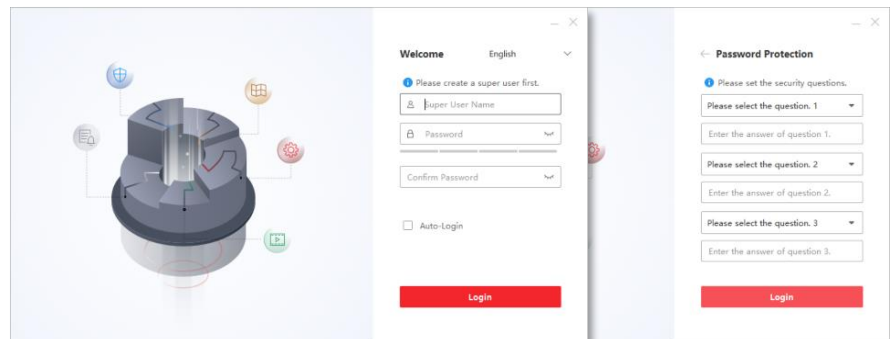 Welcome English
Please create a super user first.
Super User Name
Password
Confirm Password
Auto-Login
Login
Password Protection
Please set the security questions.
Please select the question. 1
Enter the answer of question 1.
Please select the question. 2
Enter the answer of question 2.
Please select the question. 3
Enter the answer of question 3.
Login